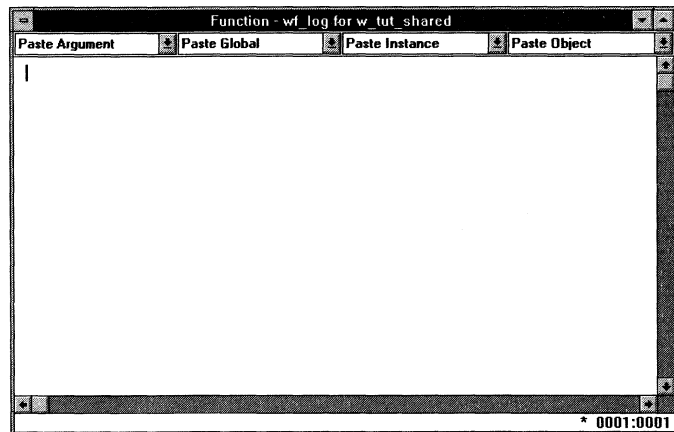 Function - wf_log for w_tut_shared
Paste Argument Paste Global Paste Instance Paste Object
* 0001:0001